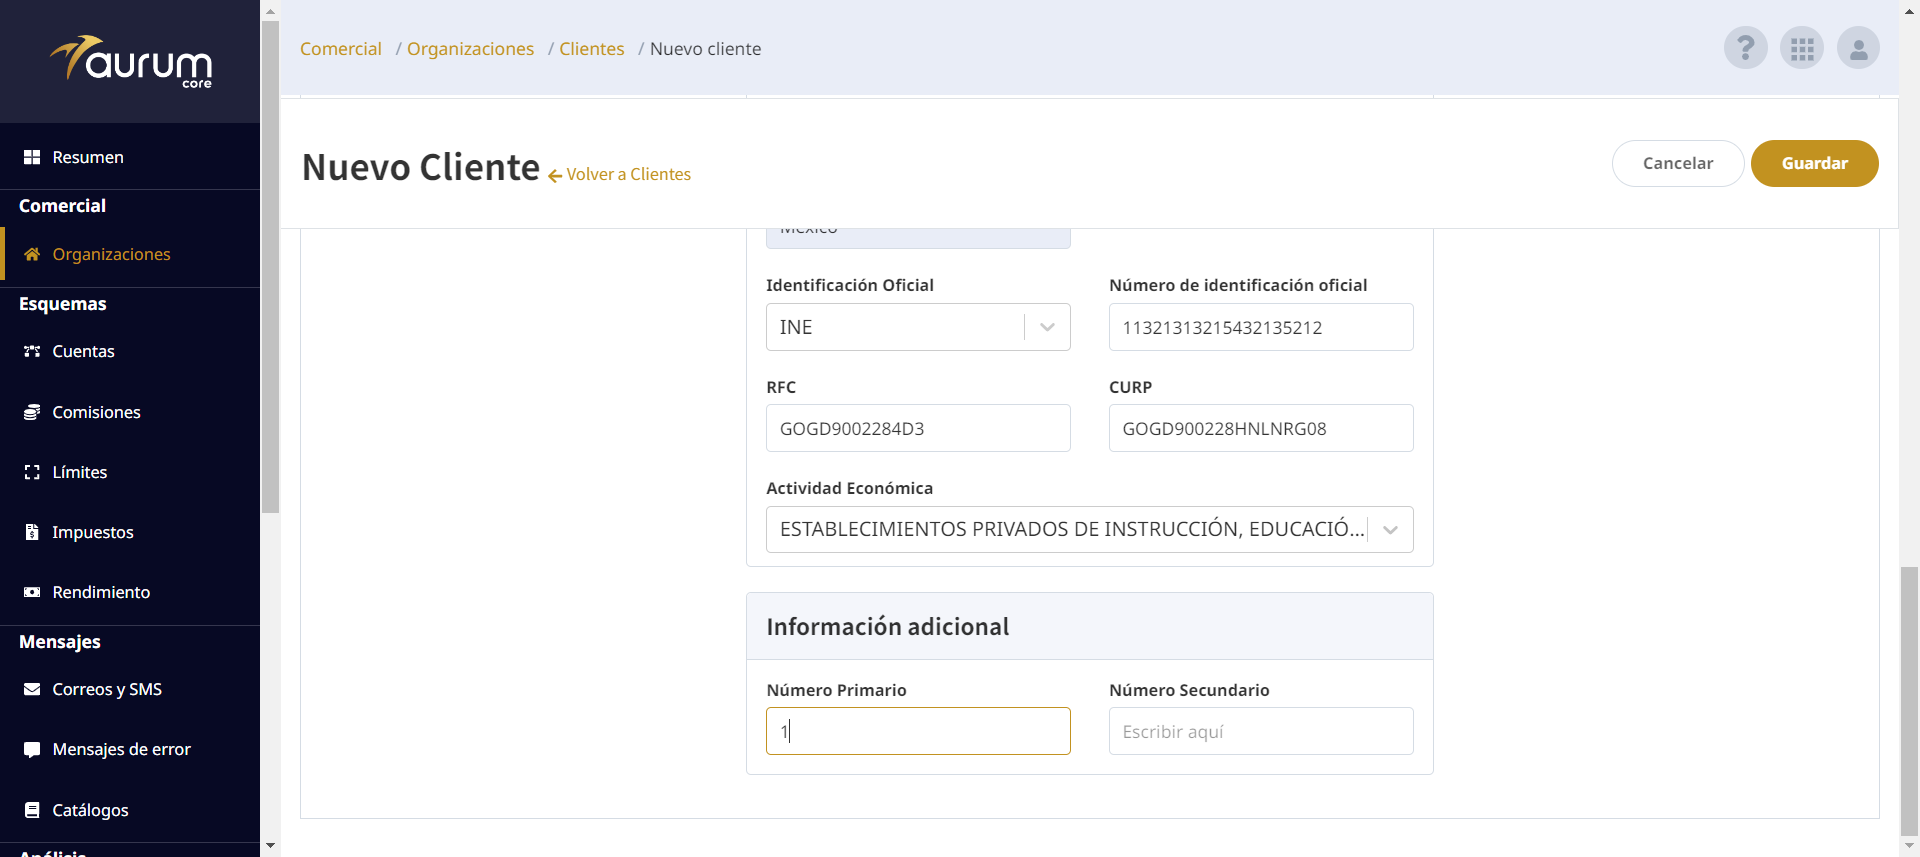 aurum
core
Comercial / Organizaciones / Clientes / Nuevo cliente
?
Nuevo Cliente Volver a Clientes
Cancelar
Guardar
Resumen
Comercial
Organizaciones
Esquemas
Cuentas
Comisiones
Límites
Impuestos
Rendimiento
Mensajes
Correos y SMS
Mensajes de error
Catálogos
Análisis
México
Identificación Oficial
Número de identificación oficial
INE
11321313215432135212
RFC
CURP
GOGD9002284D3
GOGD900228HNLNRG08
Actividad Económica
ESTABLECIMIENTOS PRIVADOS DE INSTRUCCIÓN, EDUCACIÓ...
Información adicional
Número Primario
Número Secundario
1
Escribir aquí